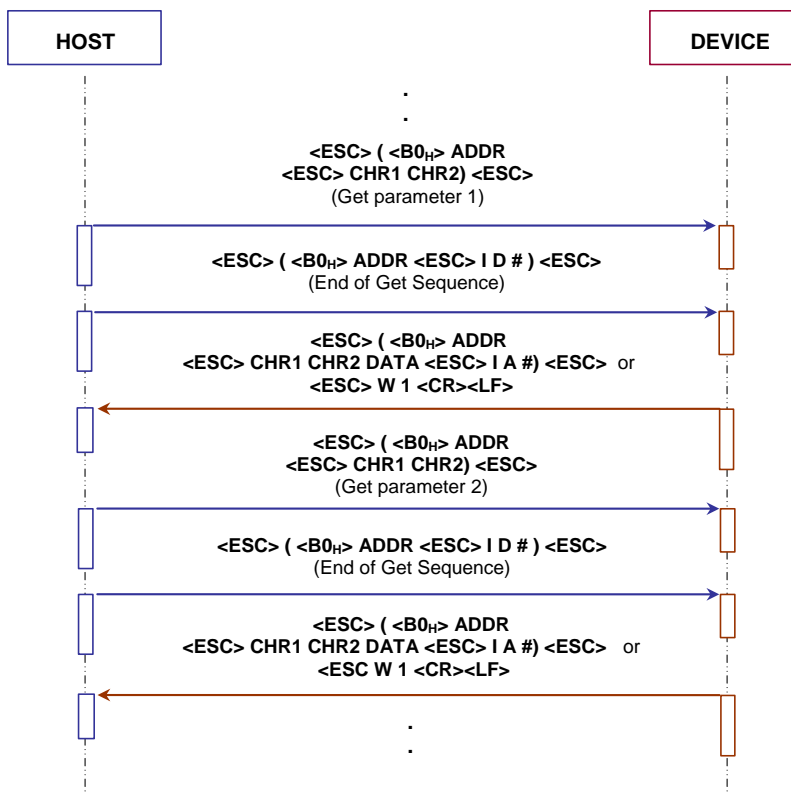 HOST
DEVICE
.
.
<ESC> ( <B0H> ADDR
<ESC> CHR1 CHR2) <ESC>
(Get parameter 1)
<ESC> ( <B0H> ADDR <ESC> I D # ) <ESC>
(End of Get Sequence)
<ESC> ( <B0H> ADDR
<ESC> CHR1 CHR2 DATA <ESC> I A #) <ESC> or
<ESC> W 1 <CR><LF>
<ESC> ( <B0H> ADDR
<ESC> CHR1 CHR2) <ESC>
(Get parameter 2)
<ESC> ( <B0H> ADDR <ESC> I D # ) <ESC>
(End of Get Sequence)
<ESC> ( <B0H> ADDR
<ESC> CHR1 CHR2 DATA <ESC> I A #) <ESC> or
<ESC W 1 <CR><LF>
.
.